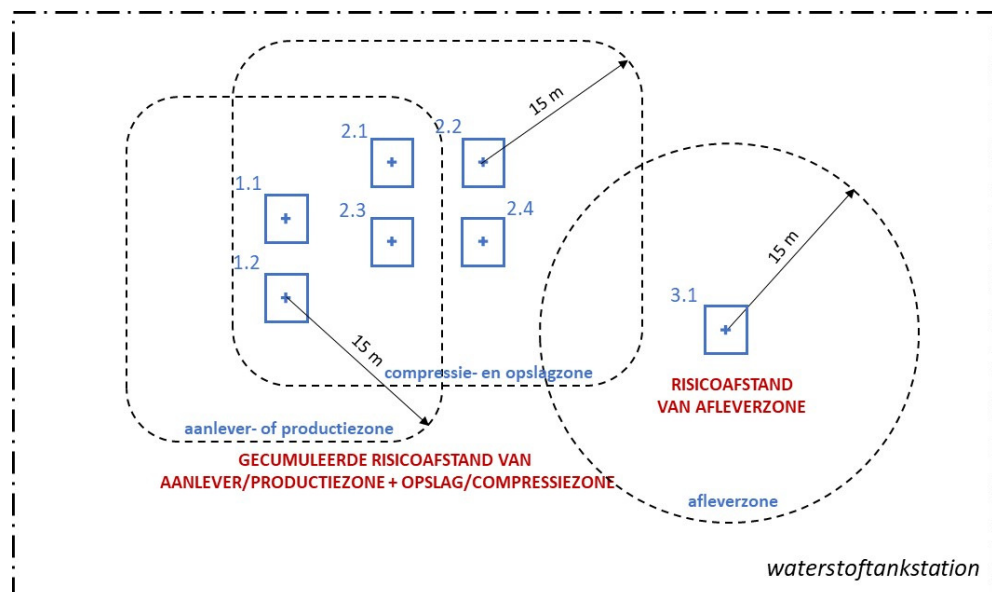 15 m
2.1
2.2
1.1
2.3
2.4
15 m
1.2
3.1
15 m
compressie- en opslagzone
RISICOAFSTAND
VAN AFLEVERZONE
aanlever- of productiezone
GECUMULEERDE RISICOAFSTAND VAN
AANLEVER/PRODUCTIEZONE + OPSLAG/COMPRESSIEZONE
afleverzone
waterstoftankstation